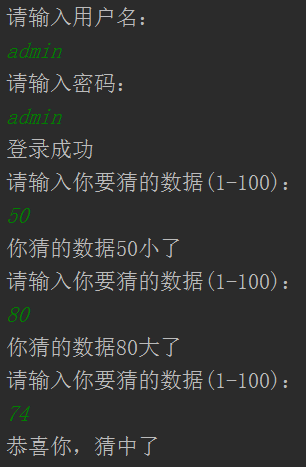 请输入用户名：
admin
请输入密码：
admin
登录成功
请输入你要猜的数据(1-100)：
50
你猜的数据50小了
请输入你要猜的数据(1-100)：
80
你猜的数据80大了
请输入你要猜的数据(1-100)：
74
恭喜你，猜中了